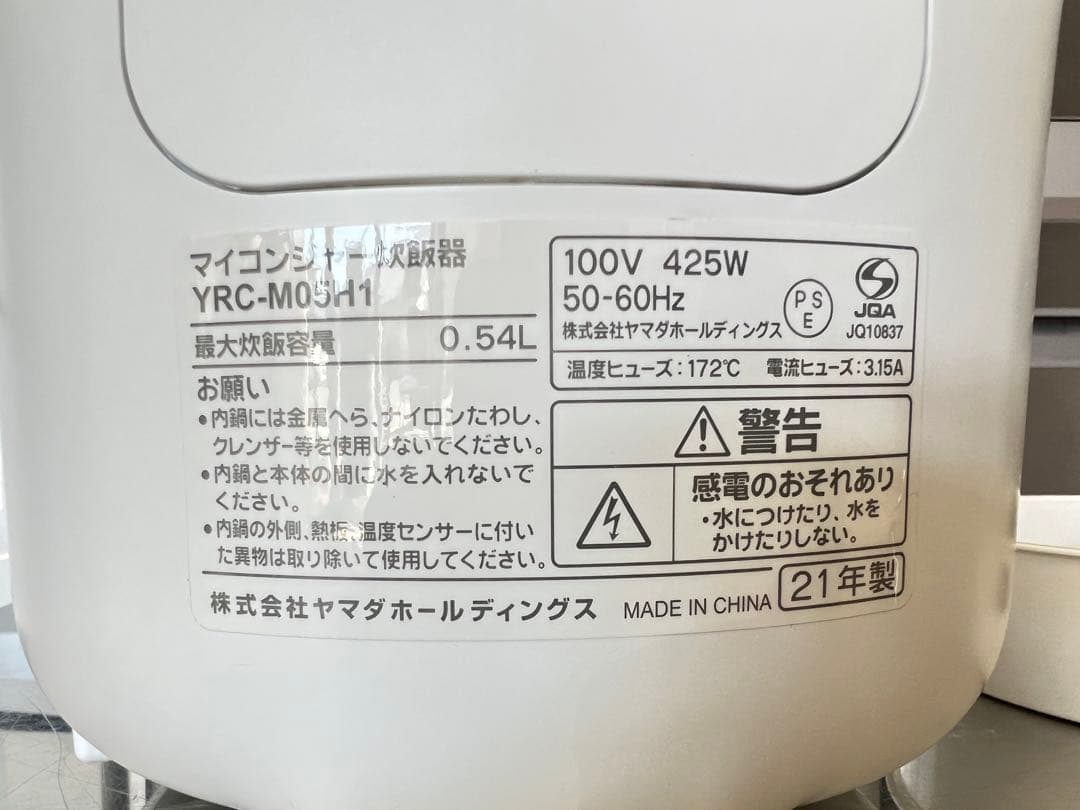 マイコンジャー炊飯器
YRC-M05H1
最大炊飯容量 0.54L
お願い
•内鍋には金属へら、ナイロンたわし、
クレンザー等を使用しないでください。
•内鍋と本体の間に水を入れないで
ください。
•内鍋の外側、熱板、温度センサーに付い
た異物は取り除いて使用してください。
100V 425W
50-60Hz
株式会社ヤマダホールディングス
PS
E
JQA
JQ10837
温度ヒューズ:172℃ 電流ヒューズ:3.15A
警告
感電のおそれあり
・水につけたり、水を
かけたりしない。
株式会社ヤマダホールディングス MADE IN CHINA 21年製